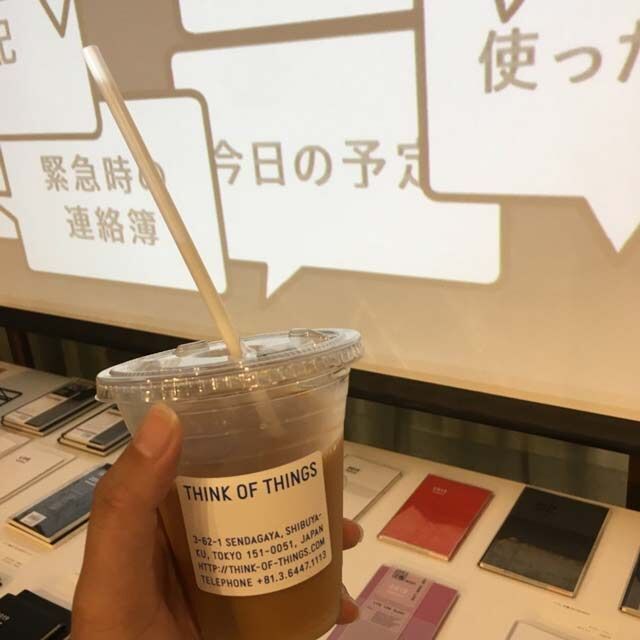 記
使った
緊急時の
連絡簿
今日の予定
THINK OF THINGS
3-62-1 SENDAGAYA, SHIBUYA-
KU, TOKYO 151-0051, JAPAN
HTTP://THINK-OF-THINGS.COM
TELEPHONE +81.3.6447.1113